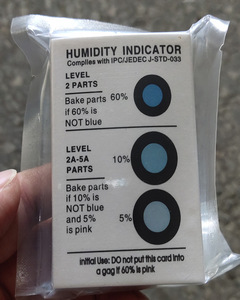 HUMIDITY INDICATOR
Complies with IPC/JEDEC J-STD-033
LEVEL
2 PARTS
Bake parts 60%
if 60% is
NOT blue
LEVEL
2A-5A 10%
PARTS
Bake parts
if 10% is
NOT blue
and 5% 5%
is pink
initial Use: DO not put this card into
a gag if 60% is pink